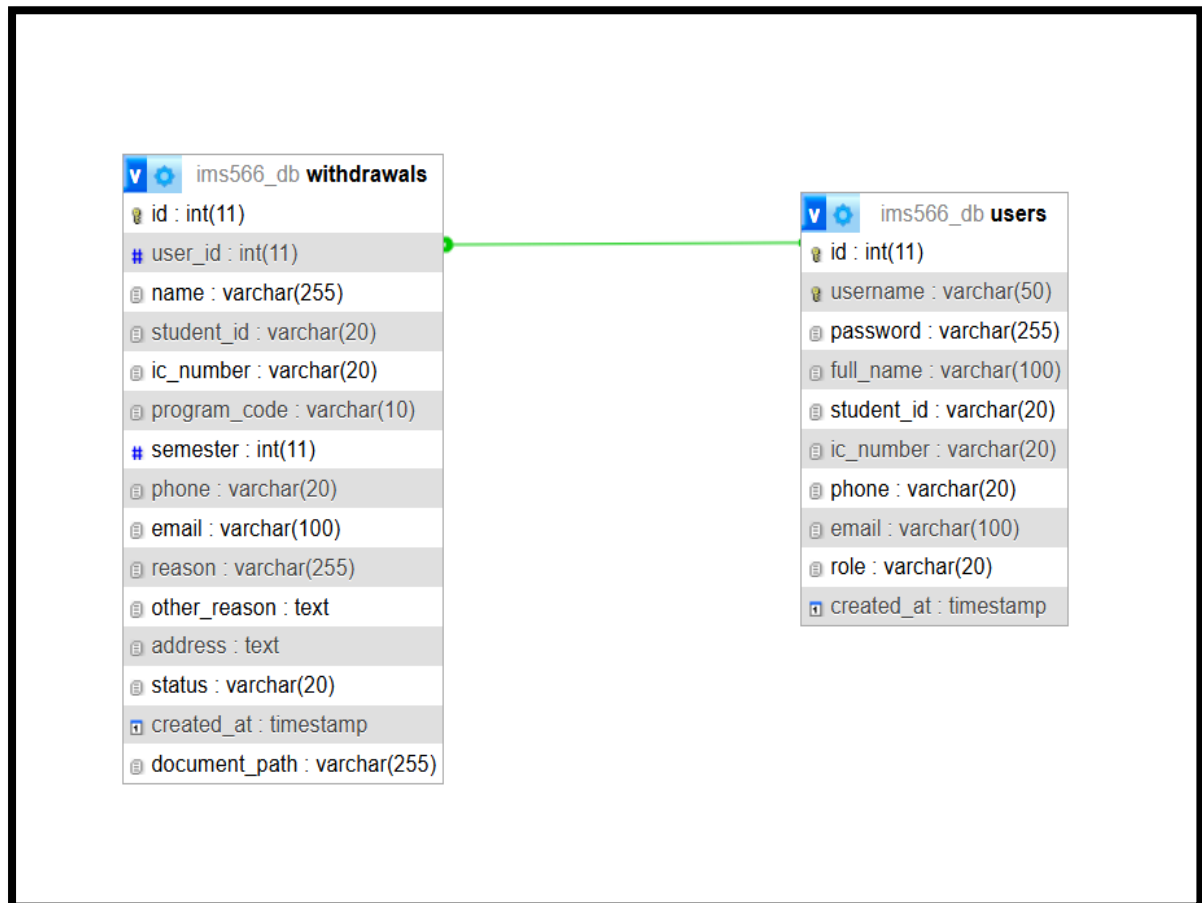 v ims566_db withdrawals
id : int(11)
# user_id : int(11)
name : varchar(255)
student_id : varchar(20)
ic_number : varchar(20)
program_code : varchar(10)
# semester : int(11)
phone : varchar(20)
email : varchar(100)
reason : varchar(255)
other_reason : text
address : text
status : varchar(20)
created_at : timestamp
document_path : varchar(255)
v ims566_db users
id : int(11)
username : varchar(50)
password : varchar(255)
full_name : varchar(100)
student_id : varchar(20)
ic_number : varchar(20)
phone : varchar(20)
email : varchar(100)
role : varchar(20)
created_at : timestamp